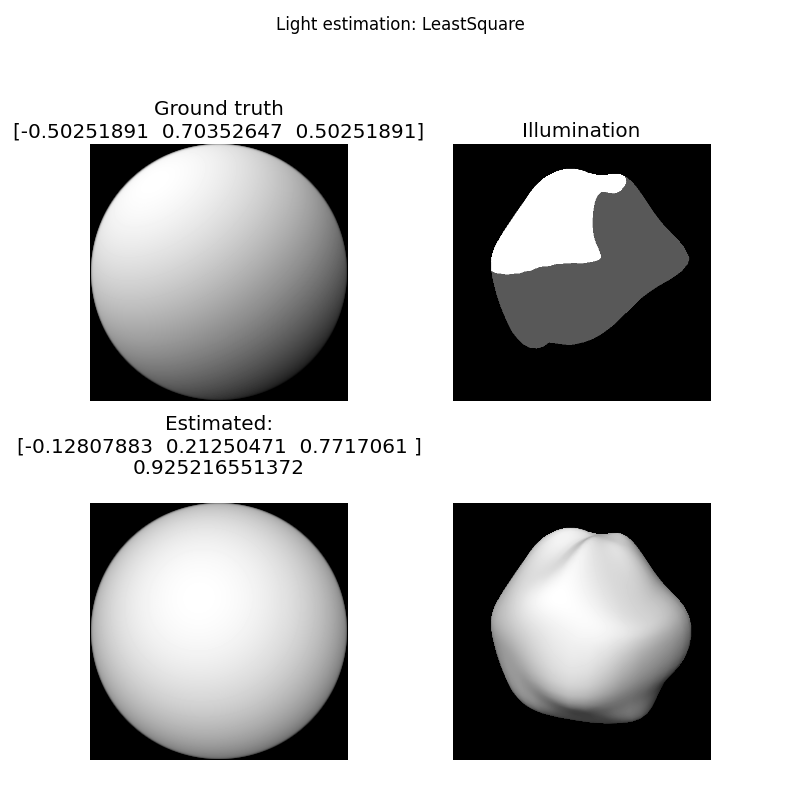 Light estimation: LeastSquare
Ground truth
[-0.50251891 0.70352647 0.50251891]
Illumination
Estimated:
[-0.12807883 0.21250471 0.7717061 ]
0.925216551372